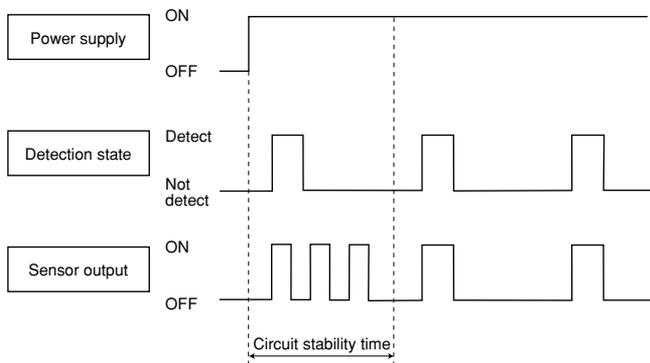 ON
Power supply
OFF
Detect
Detection state
Not
detect
ON
Sensor output
OFF
Circuit stability time